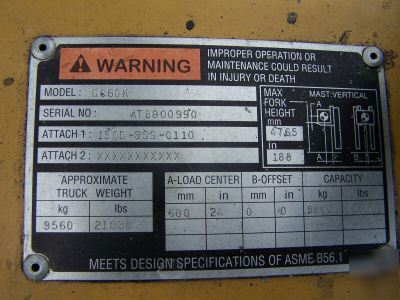 WARNING
IMPROPER OPERATION OR
MAINTENANCE COULD RESULT
IN INJURY OR DEATH
MODEL:
SERIAL NO:
ATTACH 1:
ATTACH 2: XXXXXXXXXXX
MAX
FORK
HEIGHT
mm
4765
in
188
MAST:VERTICAL
A
A
B
APPROXIMATE
TRUCK WEIGHT
kg lbs
9560
A-LOAD CENTER B-OFFSET CAPACITY
mm in mm in kg lbs
600 24 0 0
MEETS DESIGN SPECIFICATIONS OF ASME B56.1